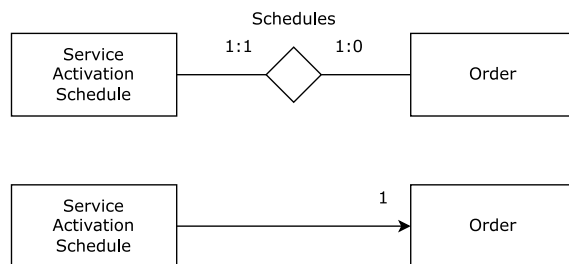 Schedules
Service
Activation
Schedule
1:1
1:0
Order
Service
Activation
Schedule
1
Order